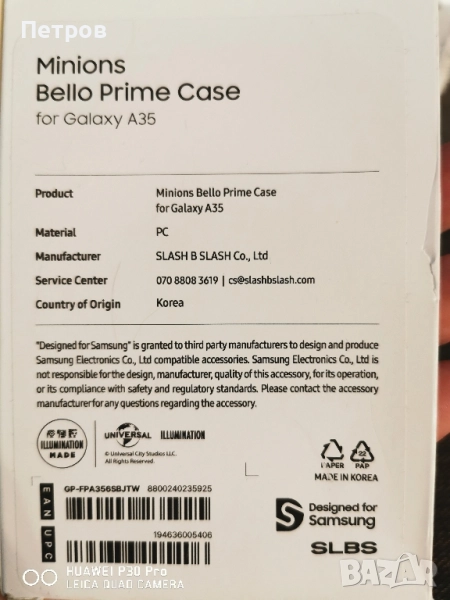 Петров
Minions
Bello Prime Case
for Galaxy A35
Product Minions Bello Prime Case
for Galaxy A35
Material PC
Manufacturer SLASH B SLASH Co., Ltd
Service Center 070 8808 3619 | cs@slashbslash.com
Country of Origin Korea
"Designed for Samsung" is granted to third party manufacturers to design and produce
Samsung Electronics Co., Ltd compatible accessories. Samsung Electronics Co., Ltd is
not responsible for the design, manufacturer, quality of this accessory, for its operation,
or its compliance with safety and regulatory standards. Please contact the accessory
manufacturer for any questions regarding the accessory.
ILLUMINATION
MADE
UNIVERSAL ILLUMINATION
© Universal City Studios LLC.
All Rights Reserved.
PAPER
22
PAP
MADE IN KOREA
EAN UPC
GP-FPA356SBJTW 8800240235925
194636005406
Designed for
Samsung
SLBS
HUAWEI P30 Pro
LEICA QUAD CAMERA
BAZAR